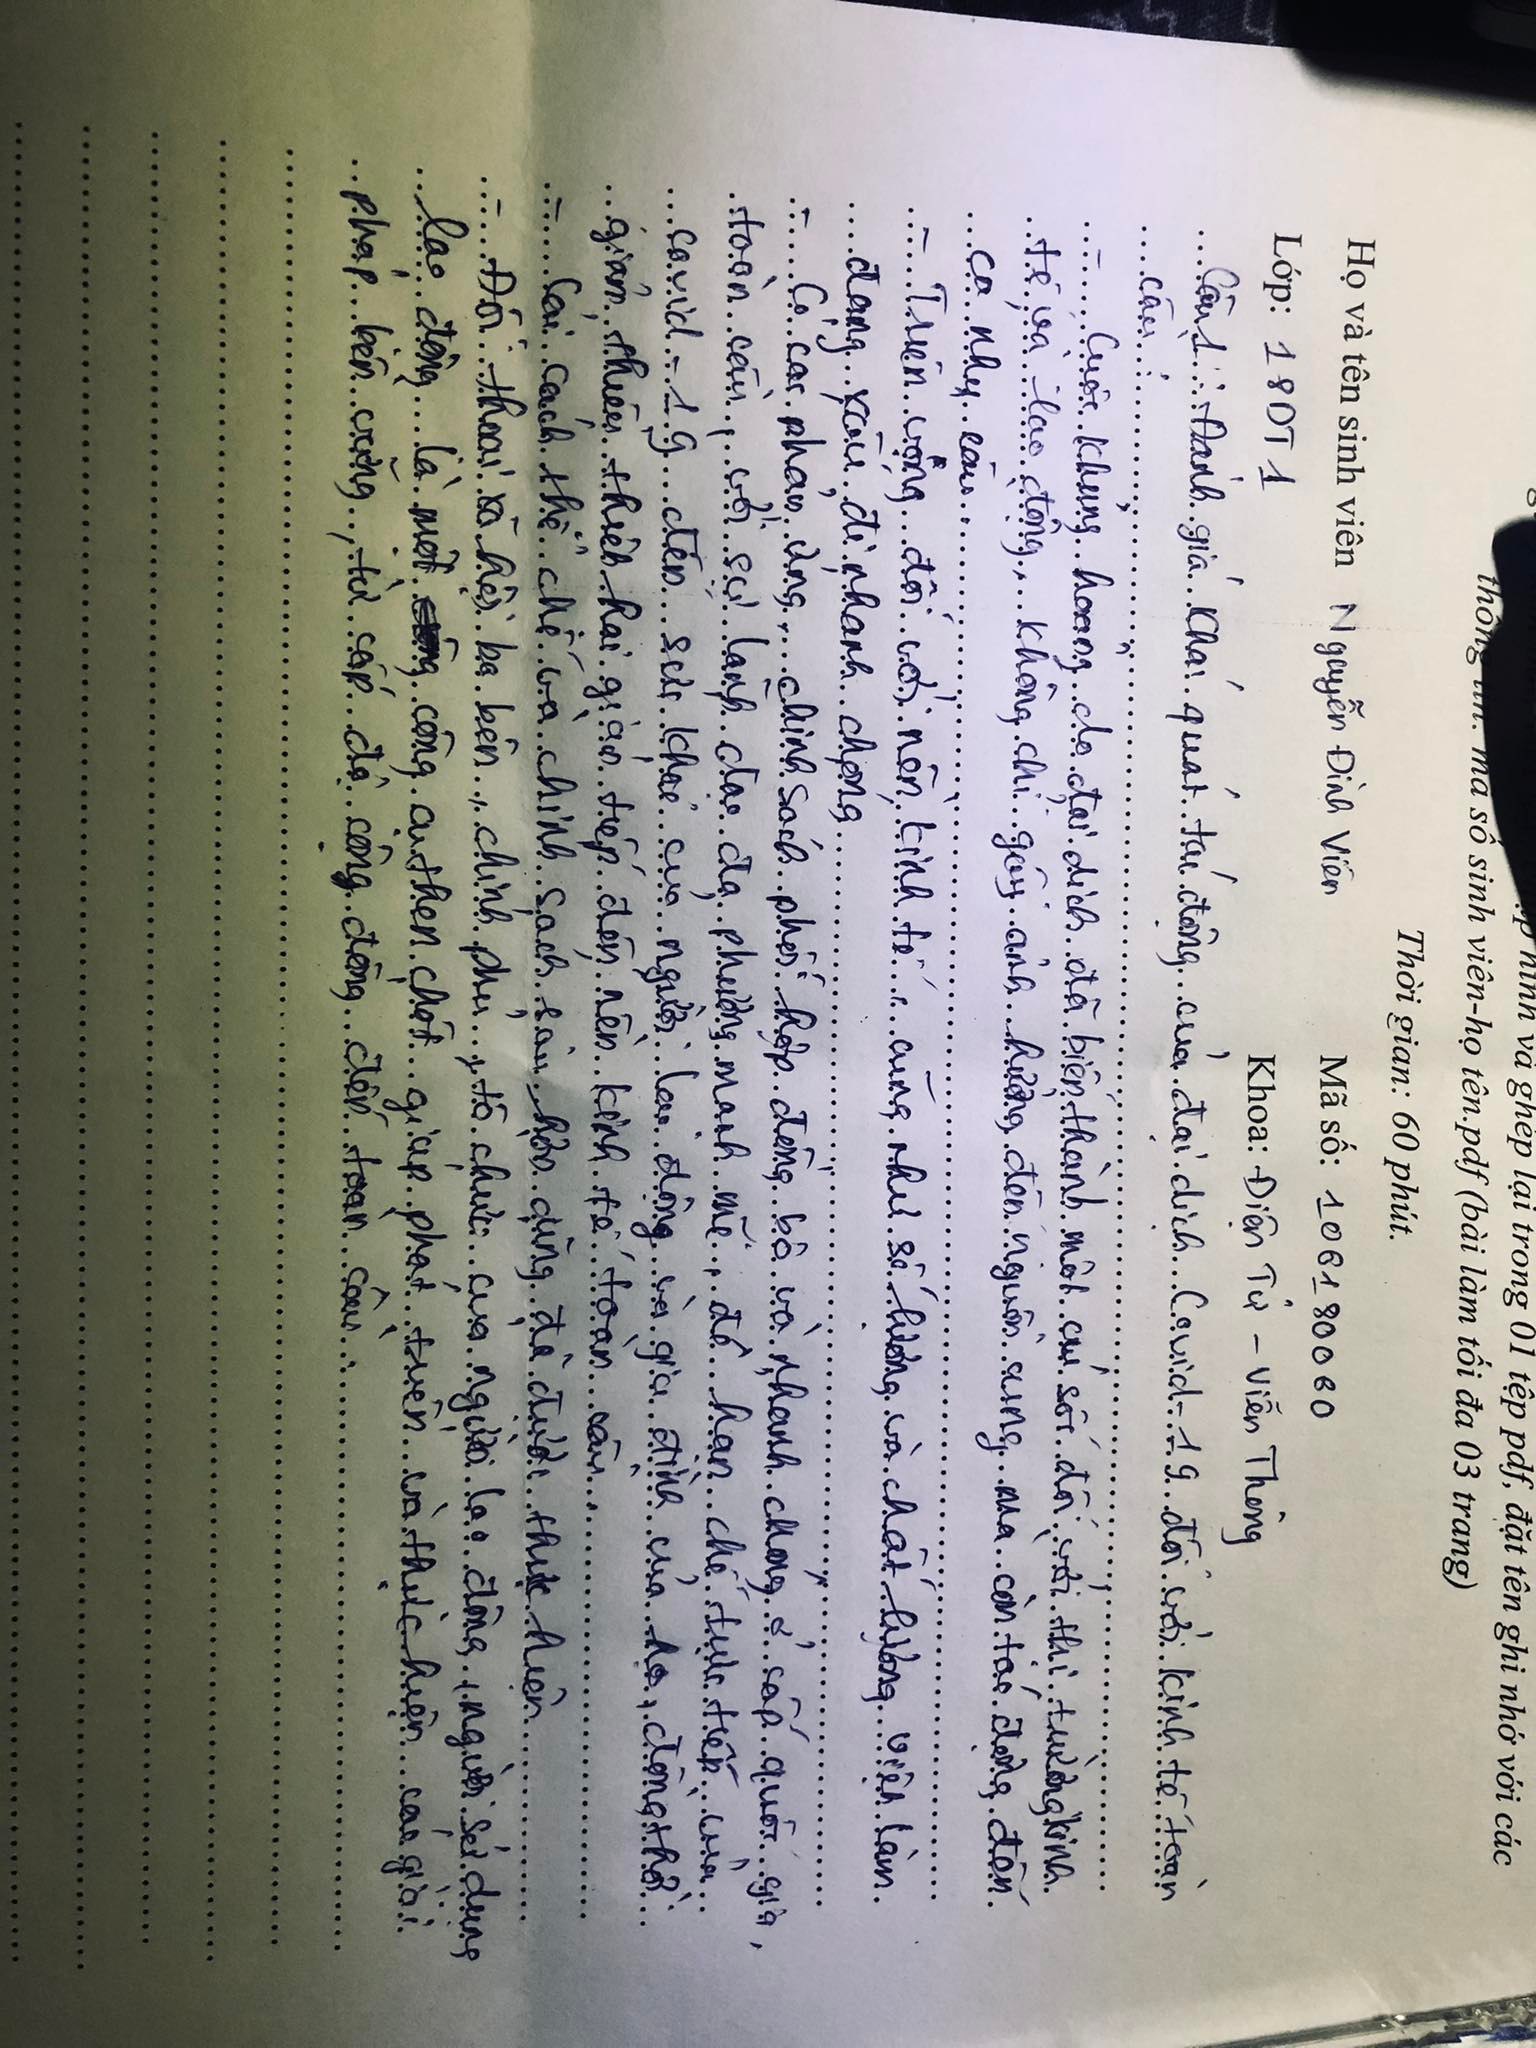 hình và ghép lại trong 01 tệp pdf, đặt tên ghi nhớ với các
thông tin: mã số sinh viên-họ tên.pdf (bài làm tối đa 03 trang)
Thời gian: 60 phút.
Họ và tên sinh viên Nguyễn Đình Viên Mã số: 106180060
Lớp: 18DT1 Khoa: Điện Tử - Viễn Thông
Câu 1: Đánh giá khái quát tác động của đại dịch Covid-19 đối với kinh tế toàn
cầu:
- Cuộc khủng hoảng do đại dịch đã biến thành một cú sốc đối với thị trường kinh
tế và lao động, không chỉ gây ảnh hưởng đến nguồn cung mà còn tác động đến
cả nhu cầu.
- Triển vọng đối với nền kinh tế, cũng như số lượng và chất lượng việc làm
đang xấu đi nhanh chóng
- Có các phản ứng, chính sách phối hợp đồng bộ và nhanh chóng ở cấp quốc gia,
toàn cầu, với sự lãnh đạo đa phương mạnh mẽ, để hạn chế trực tiếp của
covid-19 đến sức khỏe của người lao động và gia đình của họ, đồng thời
giảm thiểu thiệt hại gián tiếp đến nền kinh tế toàn cầu.
- Cải cách thể chế và chính sách sâu hơn cũng đã được thực hiện
- Đối thoại xã hội ba bên, chính phủ, tổ chức của người lao động, người sử dụng
lao động là một công cụ then chốt giúp phát triển và thực hiện các giải
pháp bền vững, từ cấp độ cộng đồng đến toàn cầu.